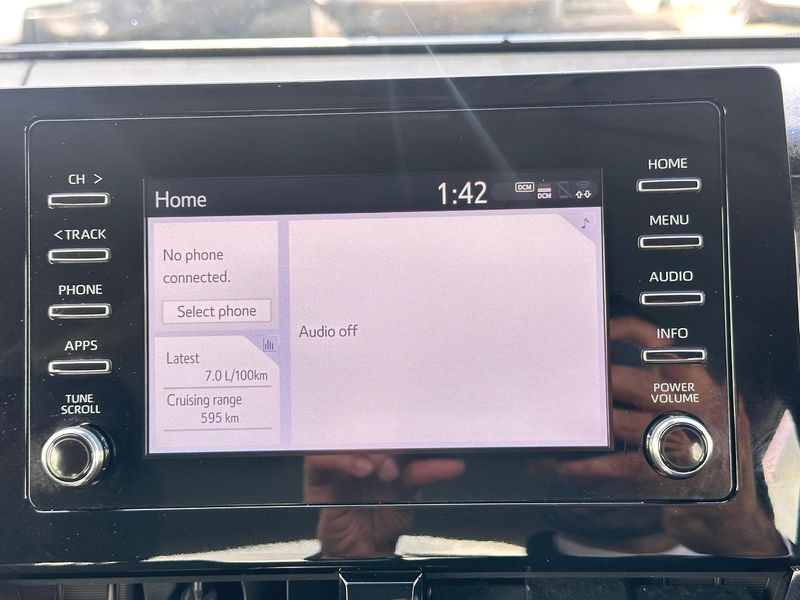 CH >
< TRACK
PHONE
APPS
TUNE
SCROLL
Home
1:42
DCM
DCM
No phone
connected.
Select phone
Latest
7.0 L/100km
Cruising range
595 km
Audio off
HOME
MENU
AUDIO
INFO
POWER
VOLUME